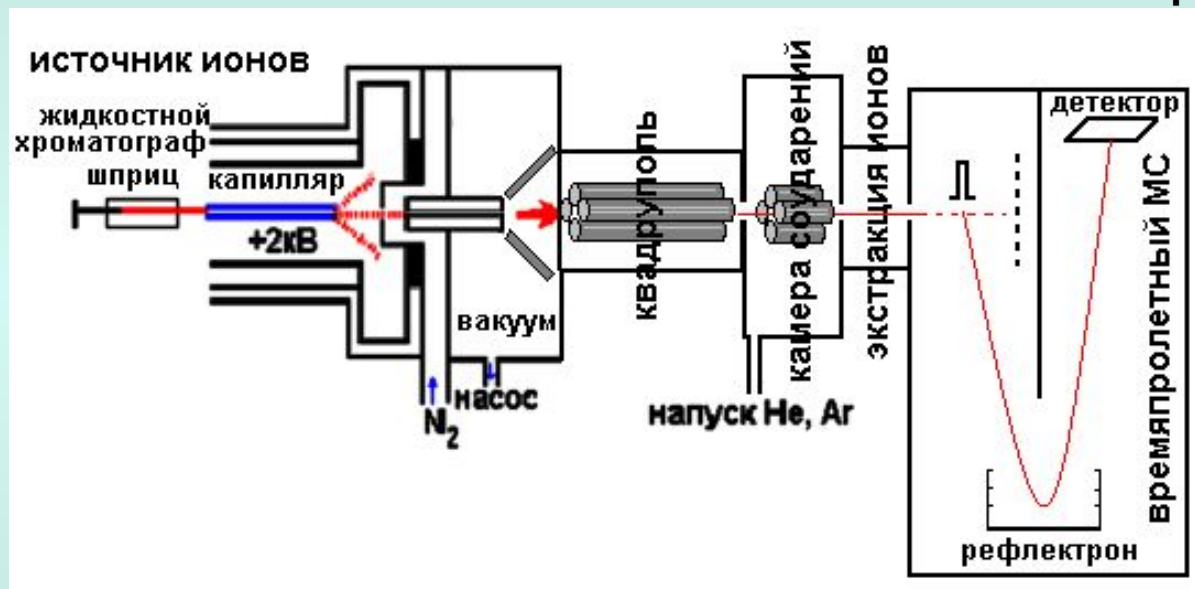 ИСТОЧНИК ИОНОВ
жидкостной
хроматограф
шприц
капилляр
+2кВ
вакуум
насос
N2
квадруполь
камера соударений
напуск He, Ar
экстракция ионов
детектор
времяпролетный МС
рефлектрон